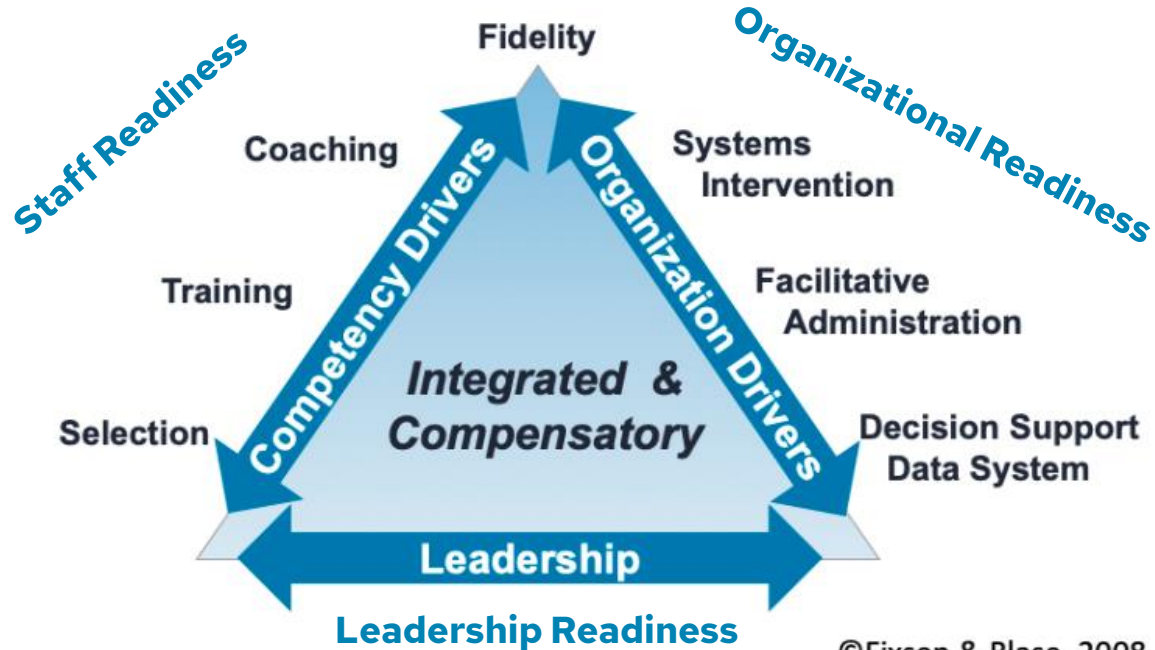 Fidelity
Staff Readiness
Organizational Readiness
Coaching
Systems
Intervention
Competency Drivers
Organization Drivers
Training
Facilitative
Administration
Integrated &
Compensatory
Selection
Decision Support
Data System
Leadership
Leadership Readiness